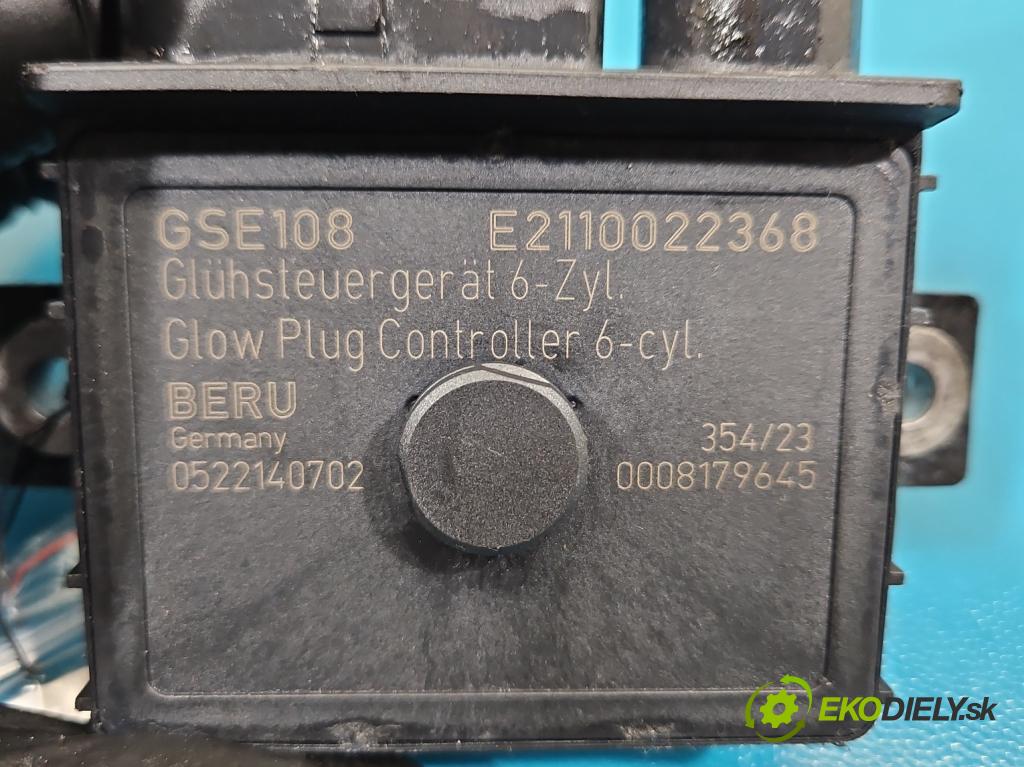 GSE108 E2110022368
Glühsteuergerät 6-Zyl.
Glow Plug Controller 6-cyl.
BERU
Germany 354/23
0522140702 0008179645
EKODIELY.sk